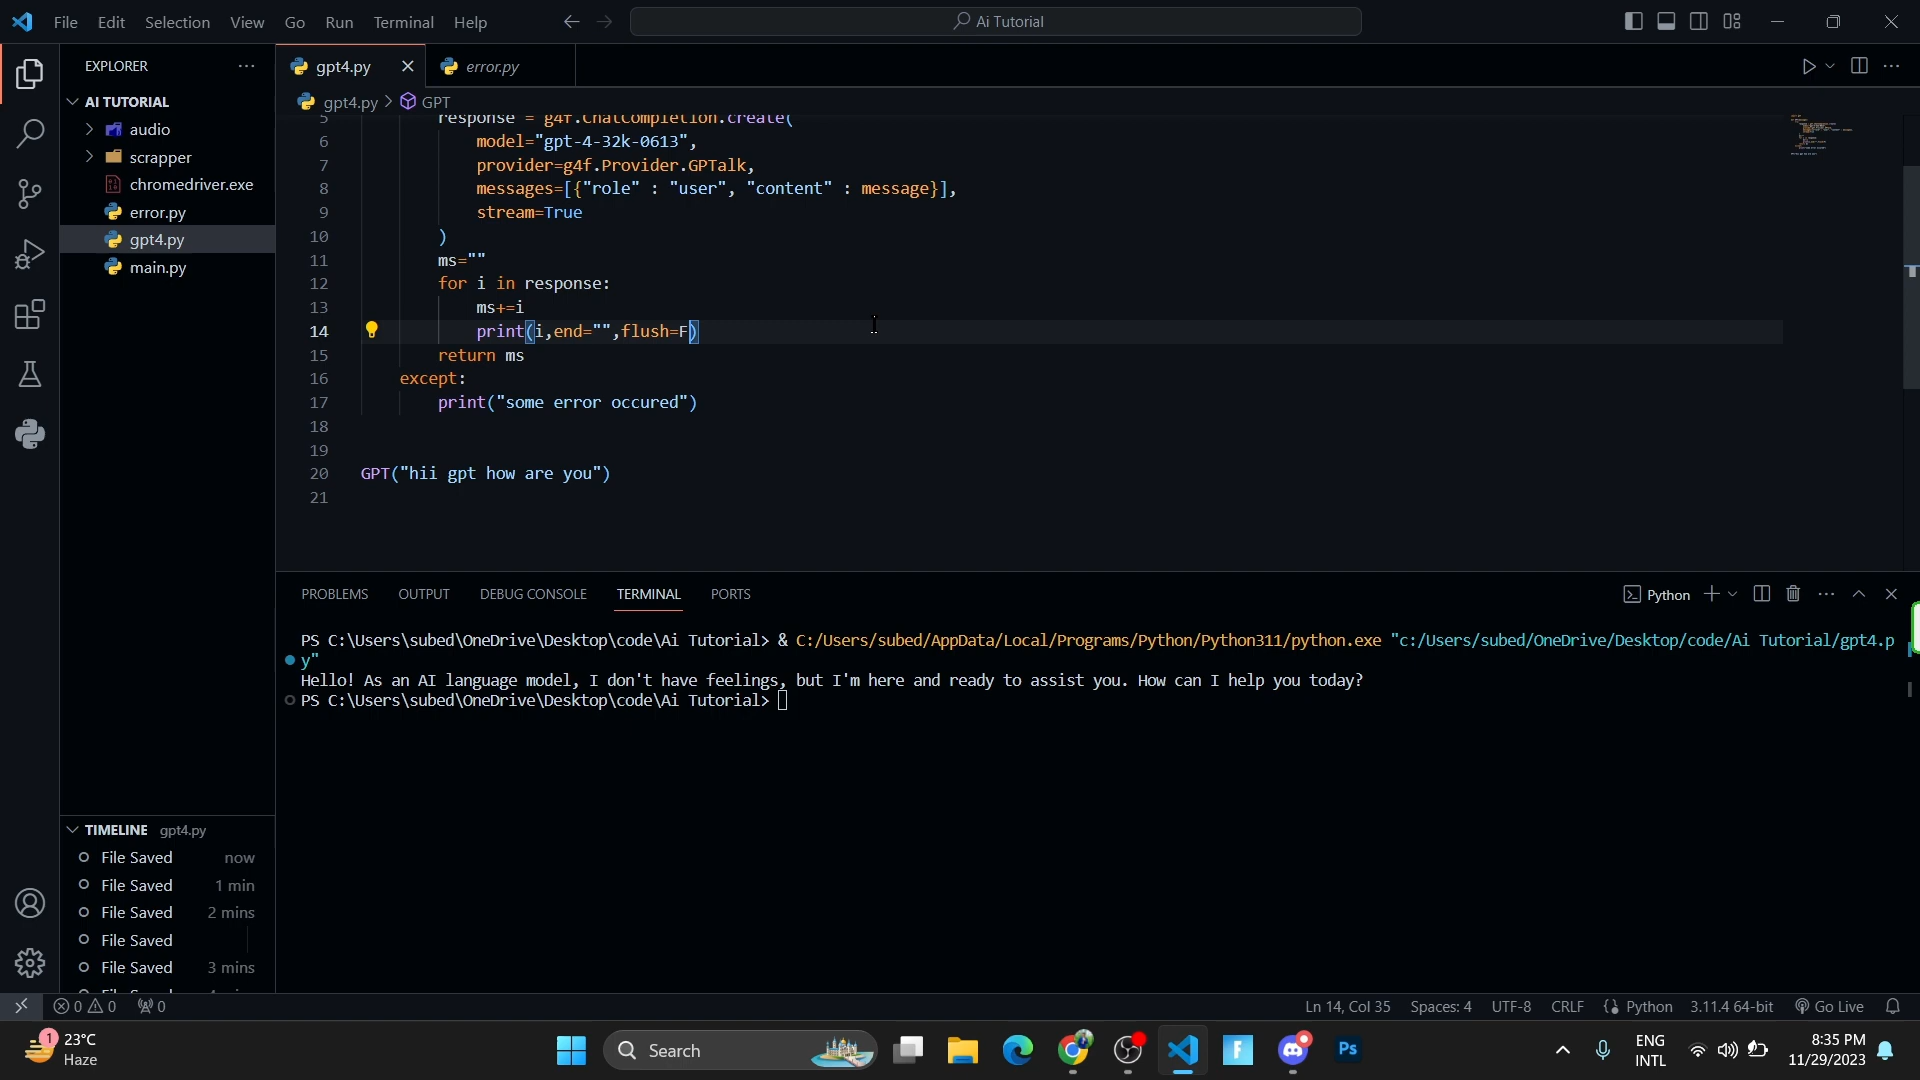 File Edit Selection View Go Run Terminal Help
Ai Tutorial
EXPLORER
AI TUTORIAL
audio
scrapper
chromedriver.exe
error.py
gpt4.py
main.py
gpt4.py
error.py
gpt4.py > GPT
5 response = g4f.ChatCompletion.create(
6 model="gpt-4-32k-0613",
7 provider=g4f.Provider.GPTalk,
8 messages=[{"role" : "user", "content" : message}],
9 stream=True
10 )
11 ms=""
12 for i in response:
13 ms+=i
14 print(i,end="",flush=F)
15 return ms
16 except:
17 print("some error occured")
18
19
20 GPT("hii gpt how are you")
21
PROBLEMS OUTPUT DEBUG CONSOLE TERMINAL PORTS
Python
PS C:\Users\subed\OneDrive\Desktop\code\Ai Tutorial> & C:/Users/subed/AppData/Local/Programs/Python/Python311/python.exe "c:/Users/subed/OneDrive/Desktop/code/Ai Tutorial/gpt4.p
y"
Hello! As an AI language model, I don't have feelings, but I'm here and ready to assist you. How can I help you today?
PS C:\Users\subed\OneDrive\Desktop\code\Ai Tutorial>
TIMELINE gpt4.py
File Saved now
File Saved 1 min
File Saved 2 mins
File Saved
File Saved 3 mins
0 0 0
Ln 14, Col 35 Spaces: 4 UTF-8 CRLF Python 3.11.4 64-bit Go Live
1
23°C
Haze
Search
F
Ps
ENG
INTL
8:35 PM
11/29/2023